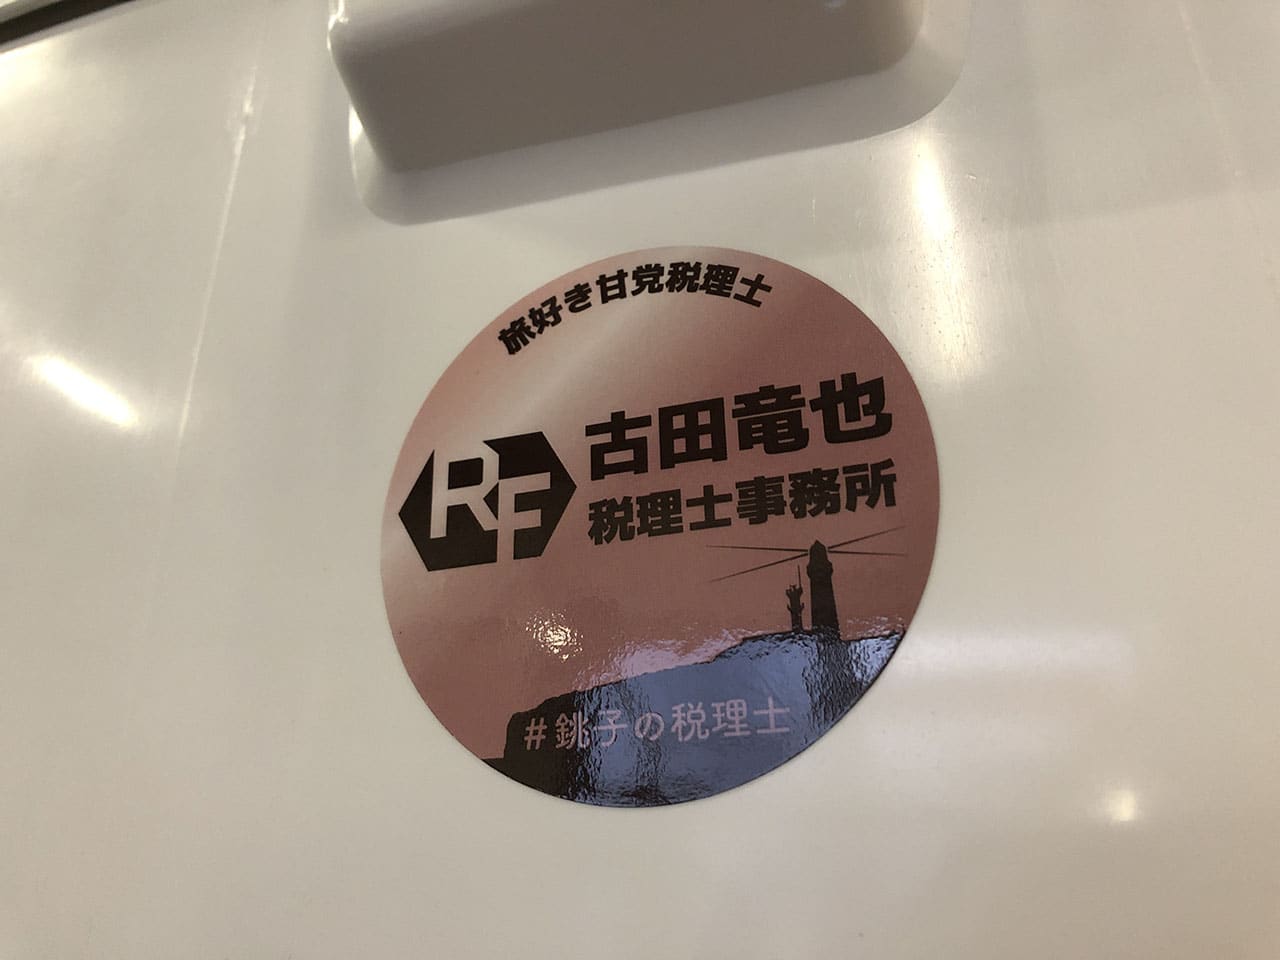 旅好き甘党税理士
RF
古田竜也
税理士事務所
#銚子の税理士